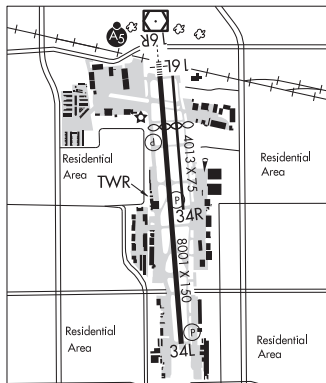 A5
16R
16L
Residential
Area
Residential
Area
P
4013 X 75
TWR
P
34R
8001 X 150
P
34L
Residential
Area
Residential
Area